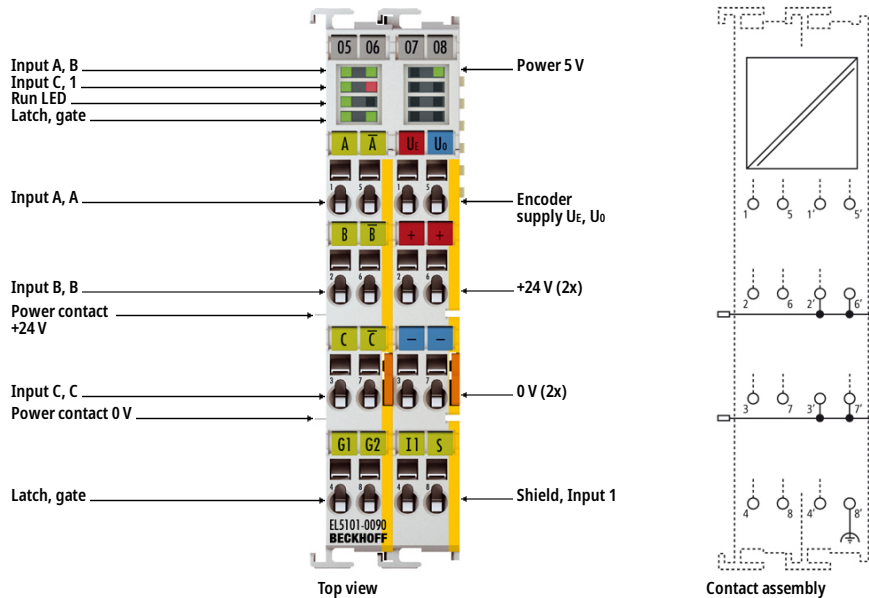 05 06 07 08
Input A, B
Input C, 1
Run LED
Latch, gate
Power 5 V
A A̅ UE U0
1 5 1 5
Input A, A
Encoder
supply UE, U0
B B̅ + +
2 6 2 6
Input B, B
+24 V (2x)
Power contact
+24 V
C C̅ − −
3 7 3 7
Input C, C
0 V (2x)
Power contact 0 V
G1 G2 I1 S
4 8 4 8
Latch, gate
Shield, Input 1
EL5101-0090
BECKHOFF
Top view
1 5 1' 5'
2 6 2' 6'
3 7 3' 7'
4 8 4' 8'
Contact assembly